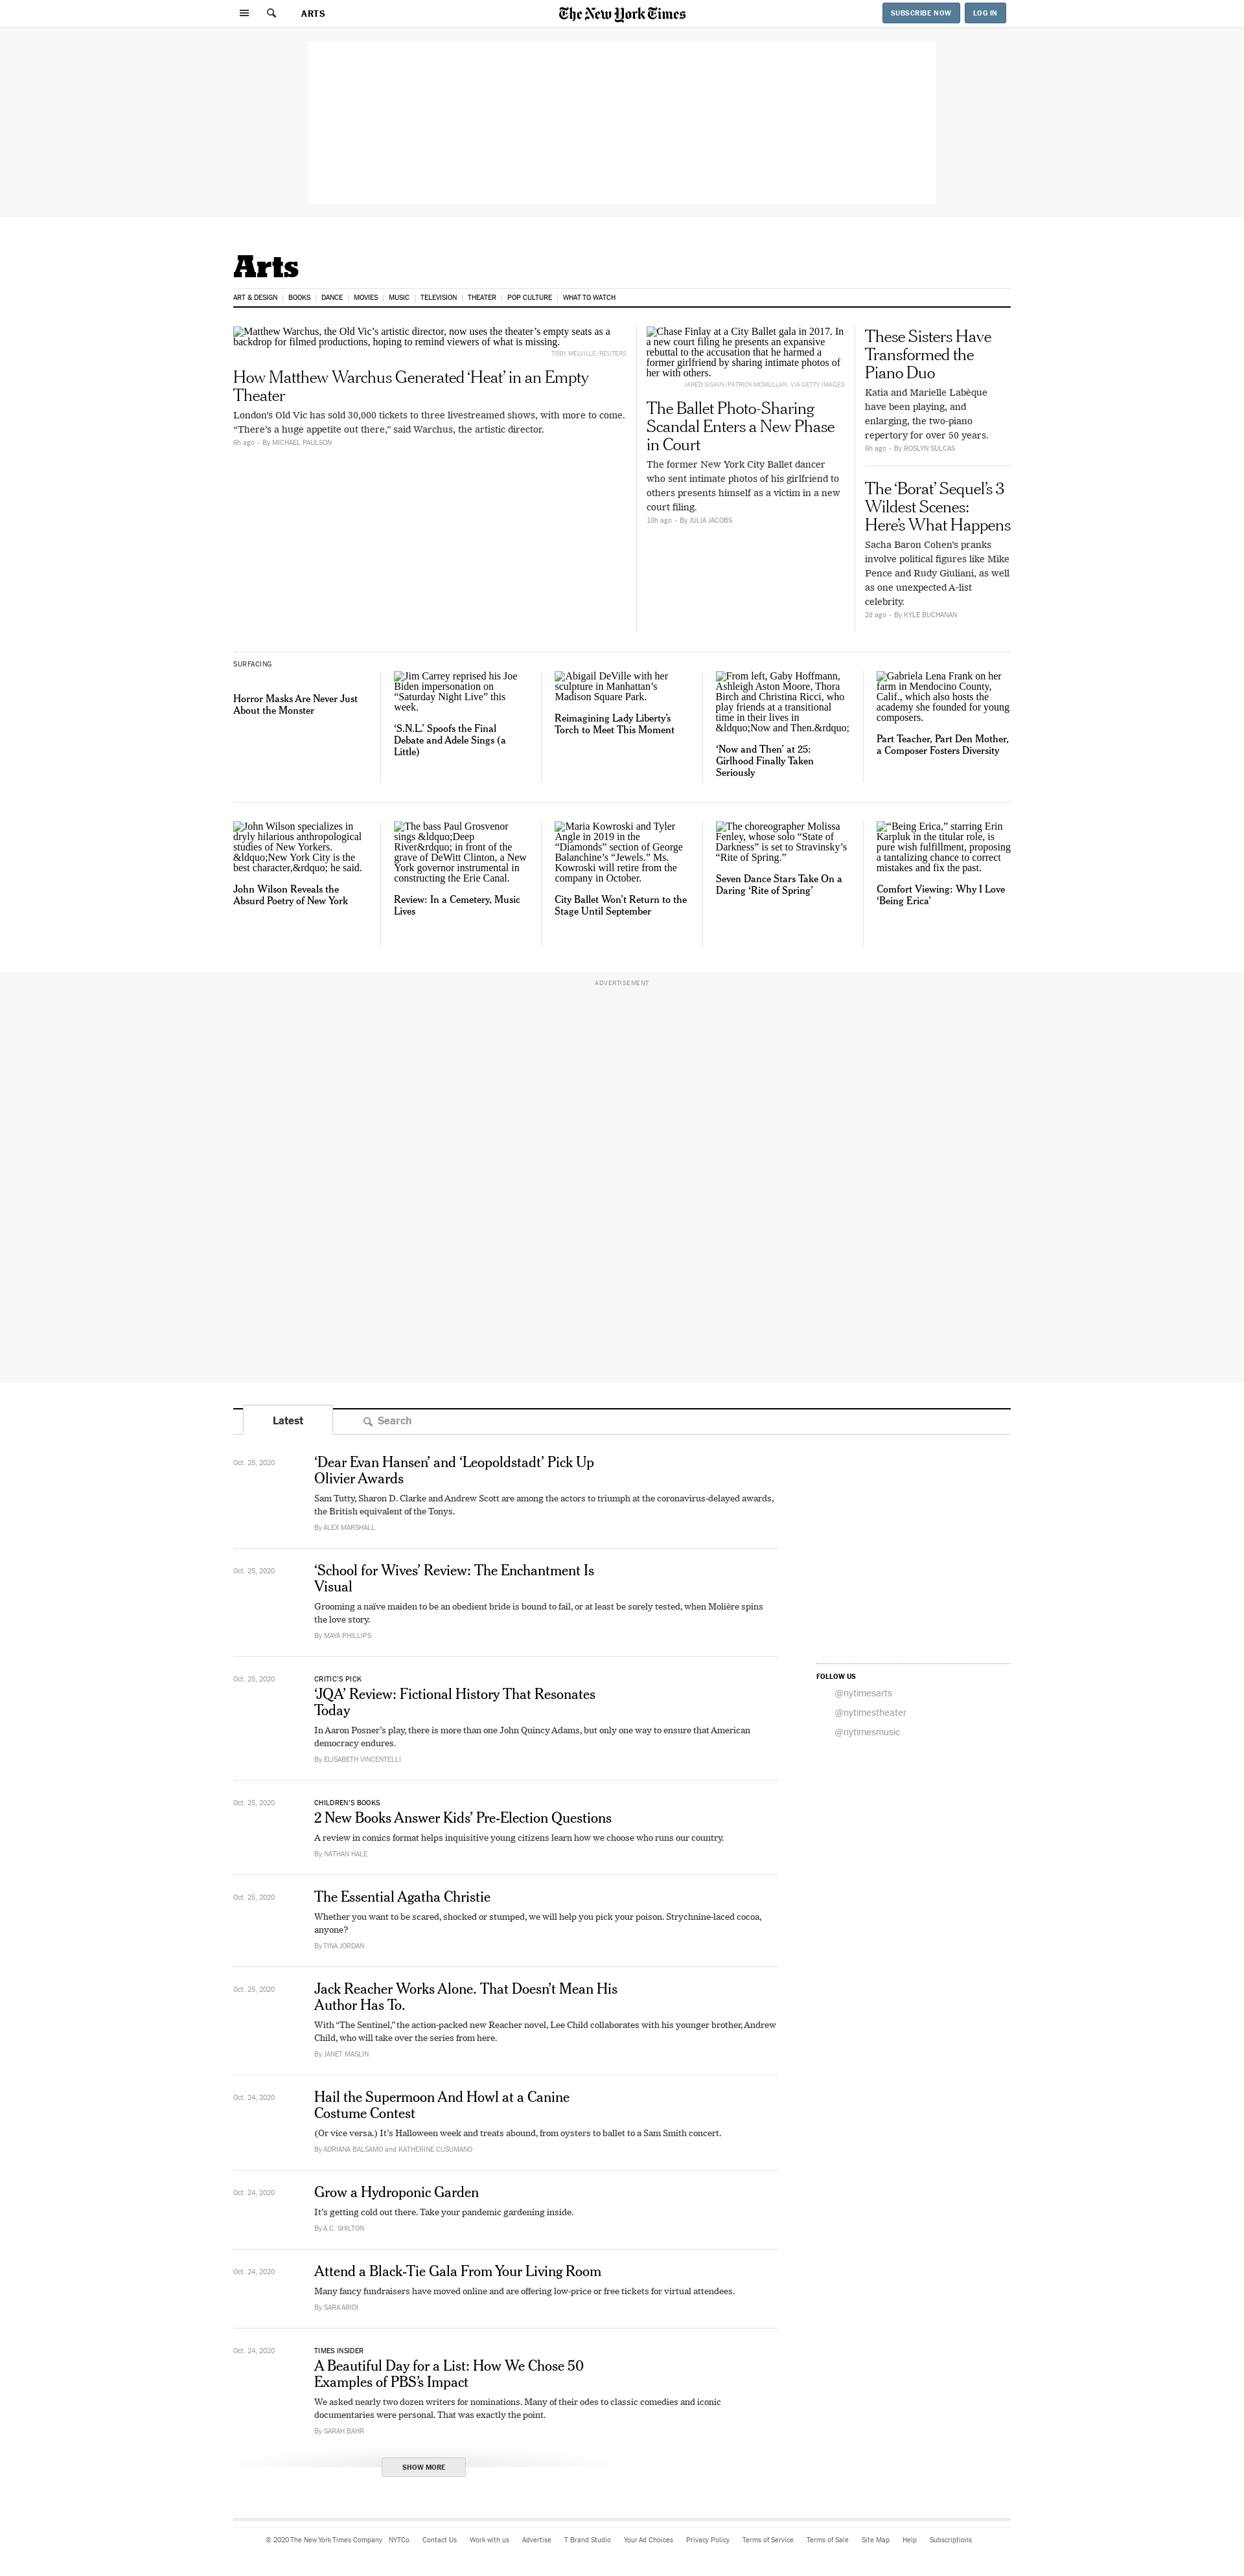 ARTS
The New York Times
SUBSCRIBE NOW
LOG IN
Arts
ART & DESIGN
BOOKS
DANCE
MOVIES
MUSIC
TELEVISION
THEATER
POP CULTURE
WHAT TO WATCH
Matthew Warchus, the Old Vic’s artistic director, now uses the theater’s empty seats as a
backdrop for filmed productions, hoping to remind viewers of what is missing.
TOBY MELVILLE/REUTERS
How Matthew Warchus Generated ‘Heat’ in an Empty
Theater
London’s Old Vic has sold 30,000 tickets to three livestreamed shows, with more to come.
“There’s a huge appetite out there,” said Warchus, the artistic director.
6h ago - By MICHAEL PAULSON
Chase Finlay at a City Ballet gala in 2017. In
a new court filing he presents an expansive
rebuttal to the accusation that he harmed a
former girlfriend by sharing intimate photos of
her with others.
JARED SISKIN/PATRICK MCMULLAN, VIA GETTY IMAGES
The Ballet Photo-Sharing
Scandal Enters a New Phase
in Court
The former New York City Ballet dancer
who sent intimate photos of his girlfriend to
others presents himself as a victim in a new
court filing.
10h ago - By JULIA JACOBS
These Sisters Have
Transformed the
Piano Duo
Katia and Marielle Labèque
have been playing, and
enlarging, the two-piano
repertory for over 50 years.
6h ago - By ROSLYN SULCAS
The ‘Borat’ Sequel’s 3
Wildest Scenes:
Here’s What Happens
Sacha Baron Cohen’s pranks
involve political figures like Mike
Pence and Rudy Giuliani, as well
as one unexpected A-list
celebrity.
2d ago - By KYLE BUCHANAN
SURFACING
Horror Masks Are Never Just
About the Monster
Jim Carrey reprised his Joe
Biden impersonation on
“Saturday Night Live” this
week.
‘S.N.L.’ Spoofs the Final
Debate and Adele Sings (a
Little)
Abigail DeVille with her
sculpture in Manhattan’s
Madison Square Park.
Reimagining Lady Liberty’s
Torch to Meet This Moment
From left, Gaby Hoffmann,
Ashleigh Aston Moore, Thora
Birch and Christina Ricci, who
play friends at a transitional
time in their lives in
&ldquo;Now and Then.&rdquo;
‘Now and Then’ at 25:
Girlhood Finally Taken
Seriously
Gabriela Lena Frank on her
farm in Mendocino County,
Calif., which also hosts the
academy she founded for young
composers.
Part Teacher, Part Den Mother,
a Composer Fosters Diversity
John Wilson specializes in
dryly hilarious anthropological
studies of New Yorkers.
&ldquo;New York City is the
best character,&rdquo; he said.
John Wilson Reveals the
Absurd Poetry of New York
The bass Paul Grosvenor
sings &ldquo;Deep
River&rdquo; in front of the
grave of DeWitt Clinton, a New
York governor instrumental in
constructing the Erie Canal.
Review: In a Cemetery, Music
Lives
Maria Kowroski and Tyler
Angle in 2019 in the
“Diamonds” section of George
Balanchine’s “Jewels.” Ms.
Kowroski will retire from the
company in October.
City Ballet Won’t Return to the
Stage Until September
The choreographer Molissa
Fenley, whose solo “State of
Darkness” is set to Stravinsky’s
“Rite of Spring.”
Seven Dance Stars Take On a
Daring ‘Rite of Spring’
“Being Erica,” starring Erin
Karpluk in the titular role, is
pure wish fulfillment, proposing
a tantalizing chance to correct
mistakes and fix the past.
Comfort Viewing: Why I Love
‘Being Erica’
ADVERTISEMENT
Latest
Search
Oct. 25, 2020
‘Dear Evan Hansen’ and ‘Leopoldstadt’ Pick Up
Olivier Awards
Sam Tutty, Sharon D. Clarke and Andrew Scott are among the actors to triumph at the coronavirus-delayed awards,
the British equivalent of the Tonys.
By ALEX MARSHALL
Oct. 25, 2020
‘School for Wives’ Review: The Enchantment Is
Visual
Grooming a naïve maiden to be an obedient bride is bound to fail, or at least be sorely tested, when Molière spins
the love story.
By MAYA PHILLIPS
Oct. 25, 2020
CRITIC’S PICK
‘JQA’ Review: Fictional History That Resonates
Today
In Aaron Posner’s play, there is more than one John Quincy Adams, but only one way to ensure that American
democracy endures.
By ELISABETH VINCENTELLI
FOLLOW US
@nytimesarts
@nytimestheater
@nytimesmusic
Oct. 25, 2020
CHILDREN’S BOOKS
2 New Books Answer Kids’ Pre-Election Questions
A review in comics format helps inquisitive young citizens learn how we choose who runs our country.
By NATHAN HALE
Oct. 25, 2020
The Essential Agatha Christie
Whether you want to be scared, shocked or stumped, we will help you pick your poison. Strychnine-laced cocoa,
anyone?
By TINA JORDAN
Oct. 25, 2020
Jack Reacher Works Alone. That Doesn’t Mean His
Author Has To.
With “The Sentinel,” the action-packed new Reacher novel, Lee Child collaborates with his younger brother, Andrew
Child, who will take over the series from here.
By JANET MASLIN
Oct. 24, 2020
Hail the Supermoon And Howl at a Canine
Costume Contest
(Or vice versa.) It’s Halloween week and treats abound, from oysters to ballet to a Sam Smith concert.
By ADRIANA BALSAMO and KATHERINE CUSUMANO
Oct. 24, 2020
Grow a Hydroponic Garden
It’s getting cold out there. Take your pandemic gardening inside.
By A.C. SHILTON
Oct. 24, 2020
Attend a Black-Tie Gala From Your Living Room
Many fancy fundraisers have moved online and are offering low-price or free tickets for virtual attendees.
By SARA ARIDI
Oct. 24, 2020
TIMES INSIDER
A Beautiful Day for a List: How We Chose 50
Examples of PBS’s Impact
We asked nearly two dozen writers for nominations. Many of their odes to classic comedies and iconic
documentaries were personal. That was exactly the point.
By SARAH BAHR
SHOW MORE
© 2020 The New York Times Company NYTCo Contact Us Work with us Advertise T Brand Studio Your Ad Choices Privacy Policy Terms of Service Terms of Sale Site Map Help Subscriptions